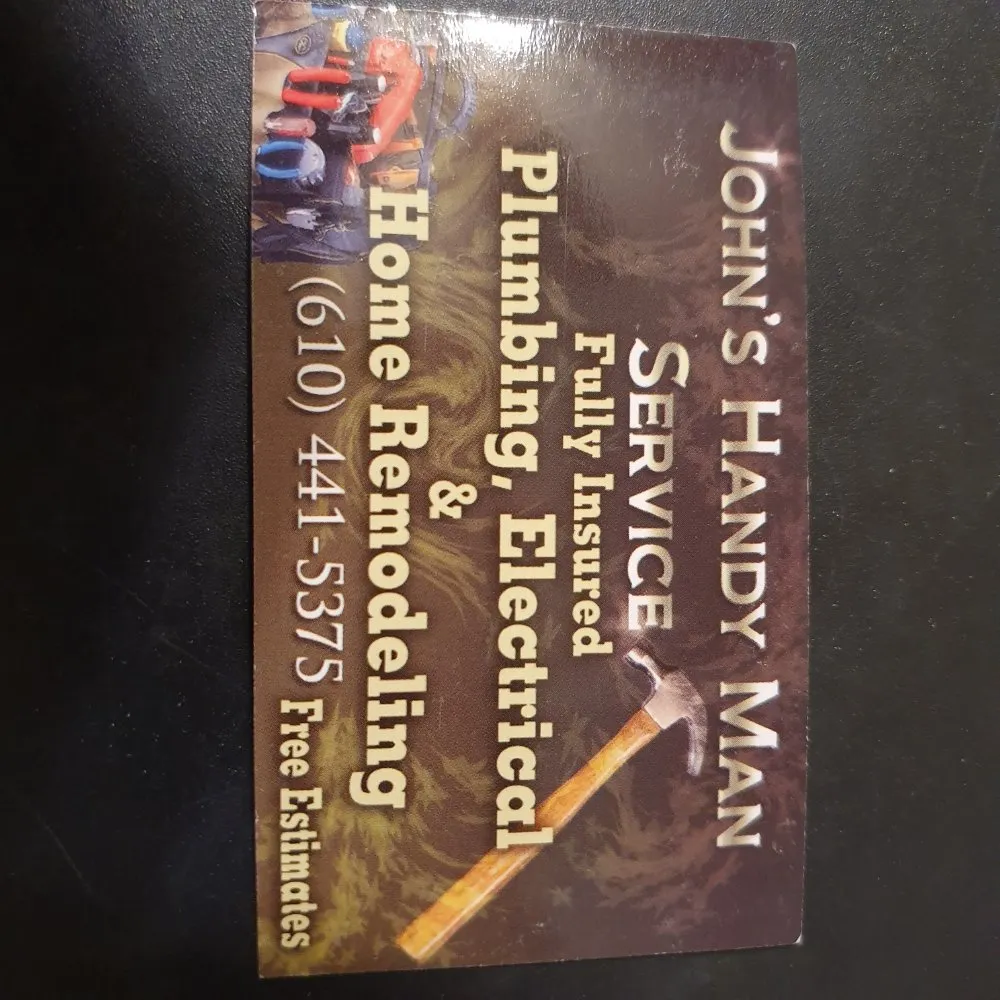 John's Handy Man
Service
Fully Insured
Plumbing, Electrical
&
Home Remodeling
(610) 441-5375 Free Estimates